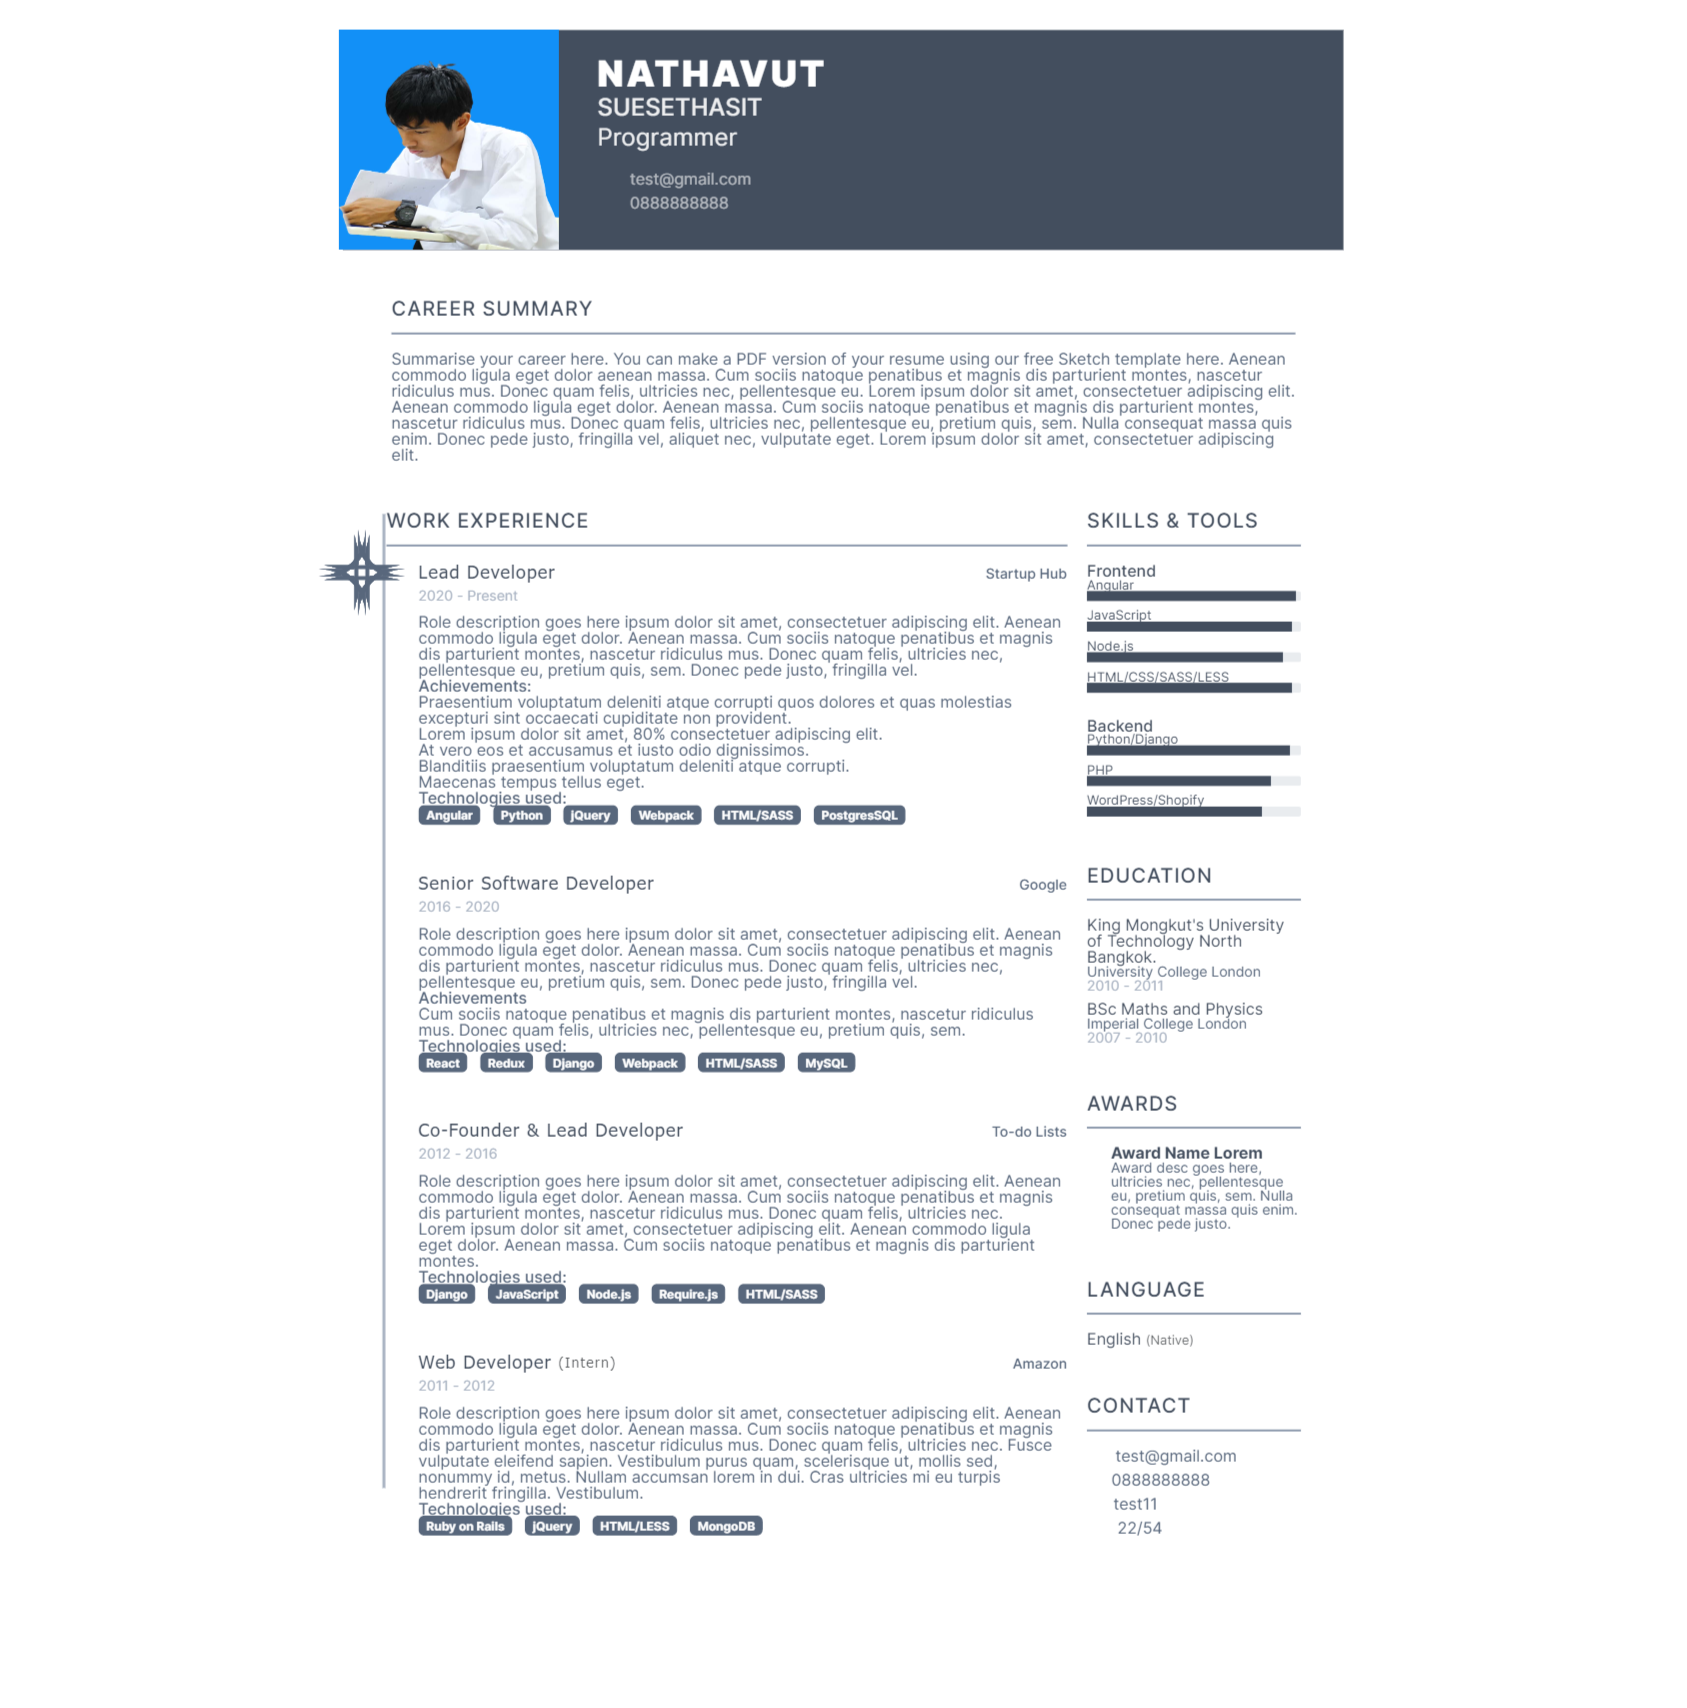 NATHAVUT
SUESETHASIT
Programmer
test@gmail.com
0888888888
CAREER SUMMARY
Summarise your career here. You can make a PDF version of your resume using our free Sketch template here. Aenean
commodo ligula eget dolor aenean massa. Cum sociis natoque penatibus et magnis dis parturient montes, nascetur
ridiculus mus. Donec quam felis, ultricies nec, pellentesque eu. Lorem ipsum dolor sit amet, consectetuer adipiscing elit.
Aenean commodo ligula eget dolor. Aenean massa. Cum sociis natoque penatibus et magnis dis parturient montes,
nascetur ridiculus mus. Donec quam felis, ultricies nec, pellentesque eu, pretium quis, sem. Nulla consequat massa quis
enim. Donec pede justo, fringilla vel, aliquet nec, vulputate eget. Lorem ipsum dolor sit amet, consectetuer adipiscing
elit.
WORK EXPERIENCE
Lead Developer
Startup Hub
2020 - Present
Role description goes here ipsum dolor sit amet, consectetuer adipiscing elit. Aenean
commodo ligula eget dolor. Aenean massa. Cum sociis natoque penatibus et magnis
dis parturient montes, nascetur ridiculus mus. Donec quam felis, ultricies nec,
pellentesque eu, pretium quis, sem. Donec pede justo, fringilla vel.
Achievements:
Praesentium voluptatum deleniti atque corrupti quos dolores et quas molestias
excepturi sint occaecati cupiditate non provident.
Lorem ipsum dolor sit amet, 80% consectetuer adipiscing elit.
At vero eos et accusamus et iusto odio dignissimos.
Blanditiis praesentium voluptatum deleniti atque corrupti.
Maecenas tempus tellus eget.
Technologies used:
Angular Python jQuery Webpack HTML/SASS PostgresSQL
Senior Software Developer
Google
2016 - 2020
Role description goes here ipsum dolor sit amet, consectetuer adipiscing elit. Aenean
commodo ligula eget dolor. Aenean massa. Cum sociis natoque penatibus et magnis
dis parturient montes, nascetur ridiculus mus. Donec quam felis, ultricies nec,
pellentesque eu, pretium quis, sem. Donec pede justo, fringilla vel.
Achievements
Cum sociis natoque penatibus et magnis dis parturient montes, nascetur ridiculus
mus. Donec quam felis, ultricies nec, pellentesque eu, pretium quis, sem.
Technologies used:
React Redux Django Webpack HTML/SASS MySQL
Co-Founder & Lead Developer
To-do Lists
2012 - 2016
Role description goes here ipsum dolor sit amet, consectetuer adipiscing elit. Aenean
commodo ligula eget dolor. Aenean massa. Cum sociis natoque penatibus et magnis
dis parturient montes, nascetur ridiculus mus. Donec quam felis, ultricies nec.
Lorem ipsum dolor sit amet, consectetuer adipiscing elit. Aenean commodo ligula
eget dolor. Aenean massa. Cum sociis natoque penatibus et magnis dis parturient
montes.
Technologies used:
Django JavaScript Node.js Require.js HTML/SASS
Web Developer (Intern)
Amazon
2011 - 2012
Role description goes here ipsum dolor sit amet, consectetuer adipiscing elit. Aenean
commodo ligula eget dolor. Aenean massa. Cum sociis natoque penatibus et magnis
dis parturient montes, nascetur ridiculus mus. Donec quam felis, ultricies nec. Fusce
vulputate eleifend sapien. Vestibulum purus quam, scelerisque ut, mollis sed,
nonummy id, metus. Nullam accumsan lorem in dui. Cras ultricies mi eu turpis
hendrerit fringilla. Vestibulum.
Technologies used:
Ruby on Rails jQuery HTML/LESS MongoDB
SKILLS & TOOLS
Frontend
Angular
JavaScript
Node.js
HTML/CSS/SASS/LESS
Backend
Python/Django
PHP
WordPress/Shopify
EDUCATION
King Mongkut's University
of Technology North
Bangkok.
University College London
2010 - 2011
BSc Maths and Physics
Imperial College London
2007 - 2010
AWARDS
Award Name Lorem
Award desc goes here,
ultricies nec, pellentesque
eu, pretium quis, sem. Nulla
consequat massa quis enim.
Donec pede justo.
LANGUAGE
English (Native)
CONTACT
test@gmail.com
0888888888
test11
22/54